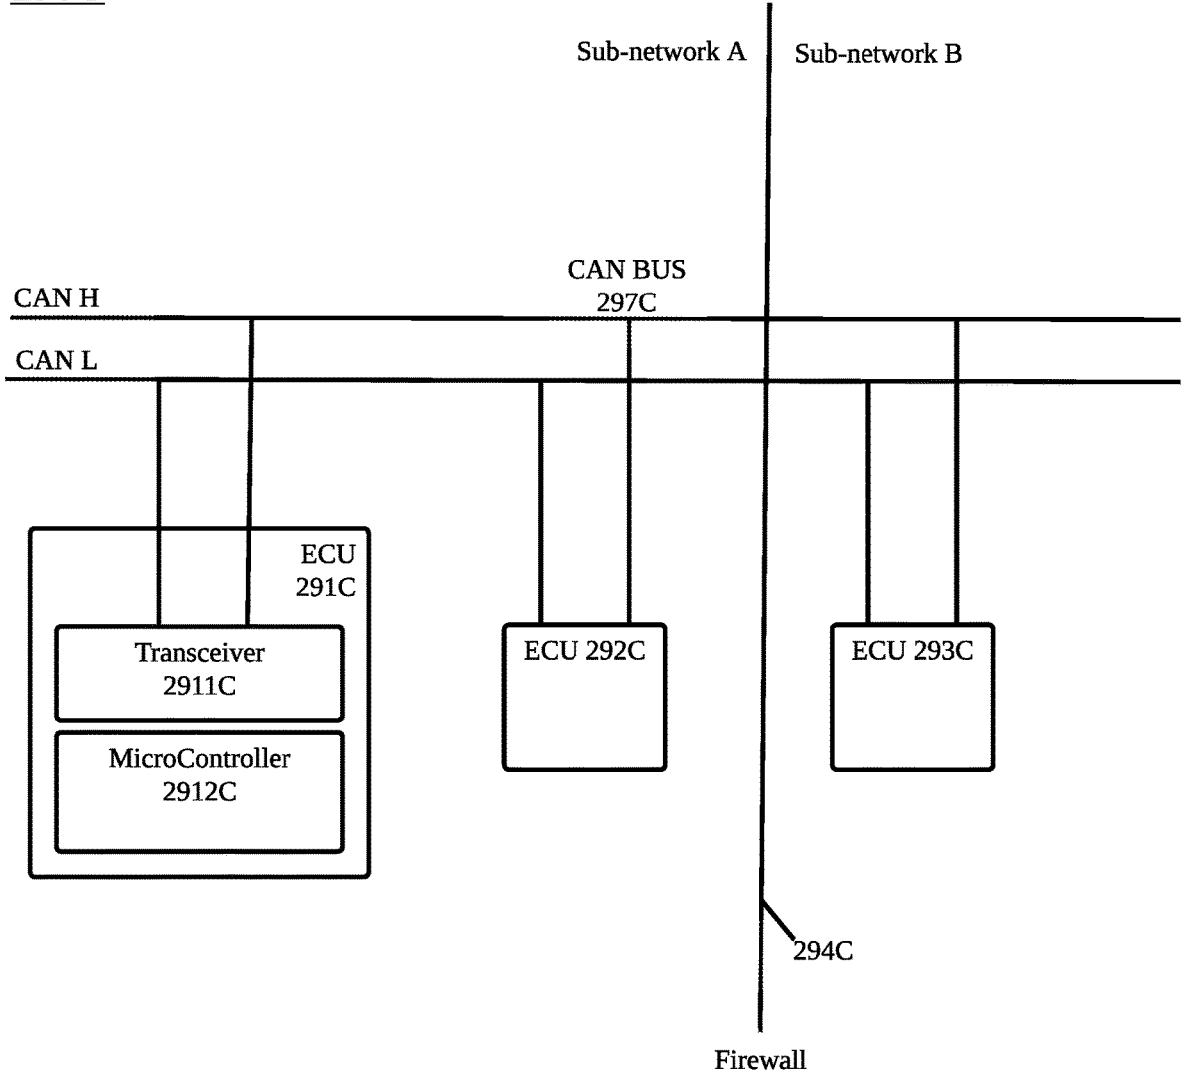 Sub-network A
Sub-network B
CAN BUS
297C
CAN H
CAN L
ECU
291C
Transceiver
2911C
MicroController
2912C
ECU 292C
ECU 293C
294C
Firewall